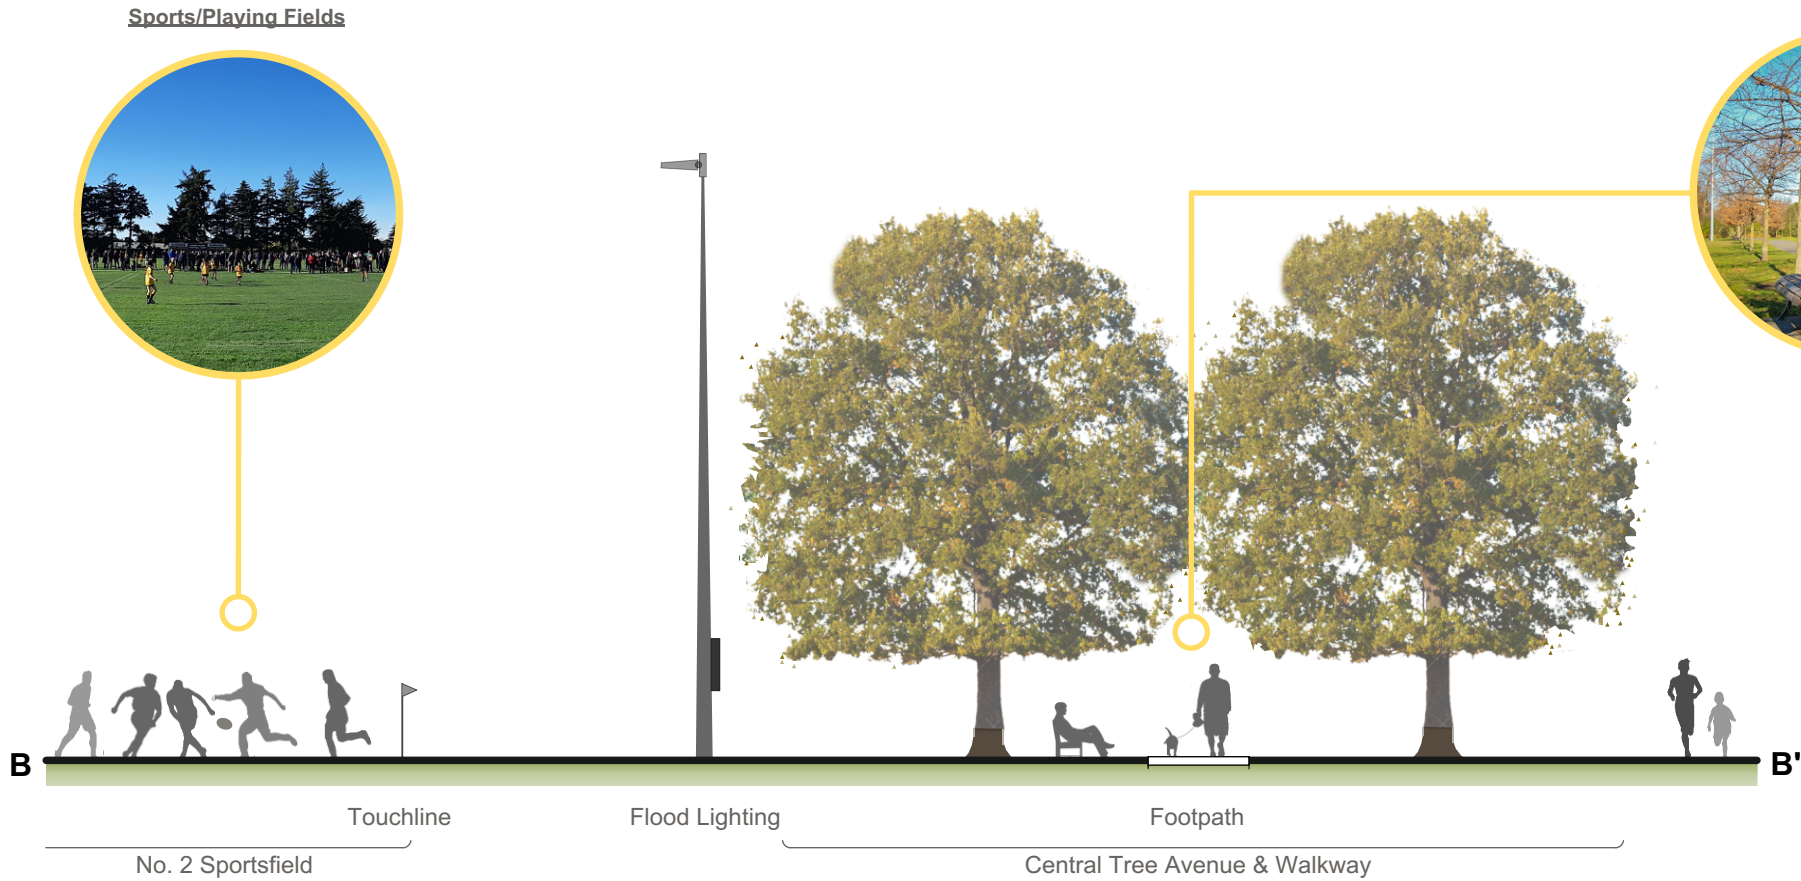 Sports/Playing Fields
B
B'
Touchline
Flood Lighting
Footpath
No. 2 Sportsfield
Central Tree Avenue & Walkway